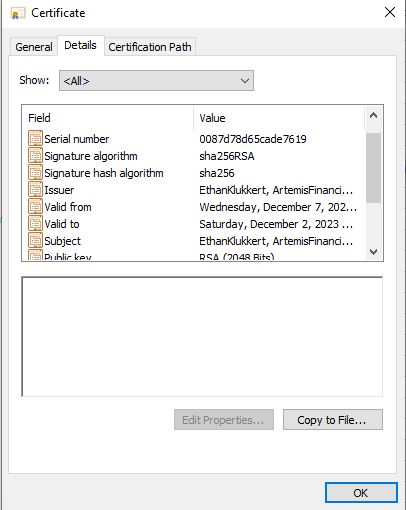 Certificate
General Details Certification Path
Show: <All>
Field Value
Serial number 0087d78d65cade7619
Signature algorithm sha256RSA
Signature hash algorithm sha256
Issuer EthanKlukkert, ArtemisFinanci...
Valid from Wednesday, December 7, 202...
Valid to Saturday, December 2, 2023 ...
Subject EthanKlukkert, ArtemisFinanci...
Public key RSA (2048 Bits)
Edit Properties... Copy to File...
OK